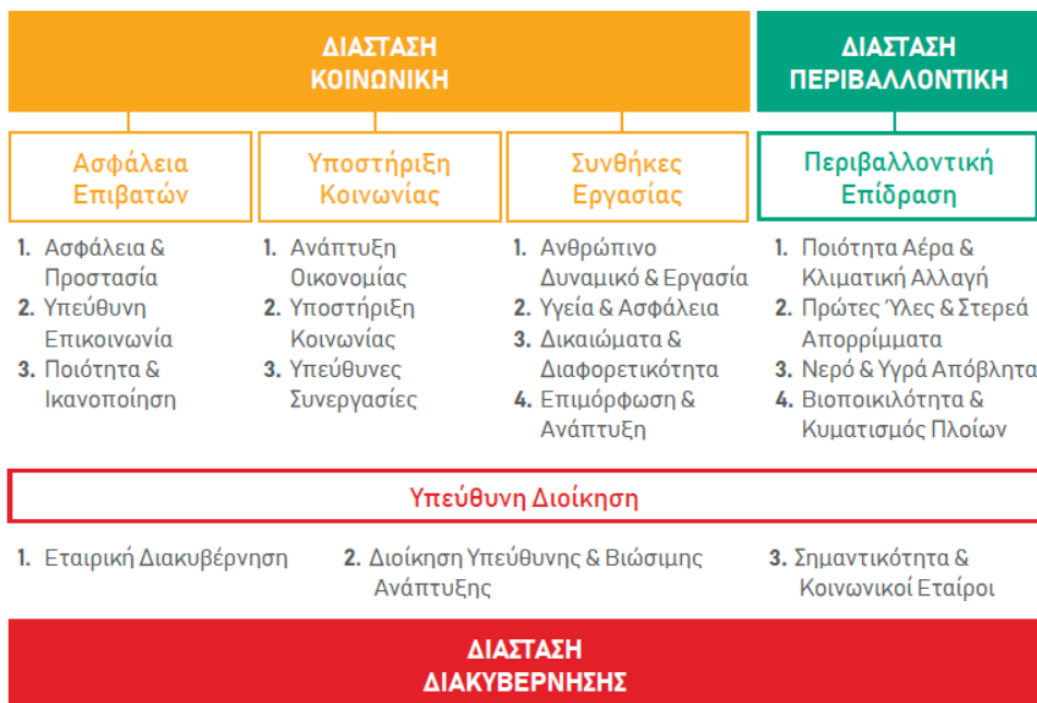 ΔΙΑΣΤΑΣΗ
ΚΟΙΝΩΝΙΚΗ
ΔΙΑΣΤΑΣΗ
ΠΕΡΙΒΑΛΛΟΝΤΙΚΗ
Ασφάλεια
Επιβατών
Υποστήριξη
Κοινωνίας
Συνθήκες
Εργασίας
Περιβαλλοντική
Επίδραση
1. Ασφάλεια &
Προστασία
2. Υπεύθυνη
Επικοινωνία
3. Ποιότητα &
Ικανοποίηση
1. Ανάπτυξη
Οικονομίας
2. Υποστήριξη
Κοινωνίας
3. Υπεύθυνες
Συνεργασίες
1. Ανθρώπινο
Δυναμικό & Εργασία
2. Υγεία & Ασφάλεια
3. Δικαιώματα &
Διαφορετικότητα
4. Επιμόρφωση &
Ανάπτυξη
1. Ποιότητα Αέρα &
Κλιματική Αλλαγή
2. Πρώτες Ύλες & Στερεά
Απορρίμματα
3. Νερό & Υγρά Απόβλητα
4. Βιοποικιλότητα &
Κυματισμός Πλοίων
Υπεύθυνη Διοίκηση
1. Εταιρική Διακυβέρνηση
2. Διοίκηση Υπεύθυνης & Βιώσιμης
Ανάπτυξης
3. Σημαντικότητα &
Κοινωνικοί Εταίροι
ΔΙΑΣΤΑΣΗ
ΔΙΑΚΥΒΕΡΝΗΣΗΣ